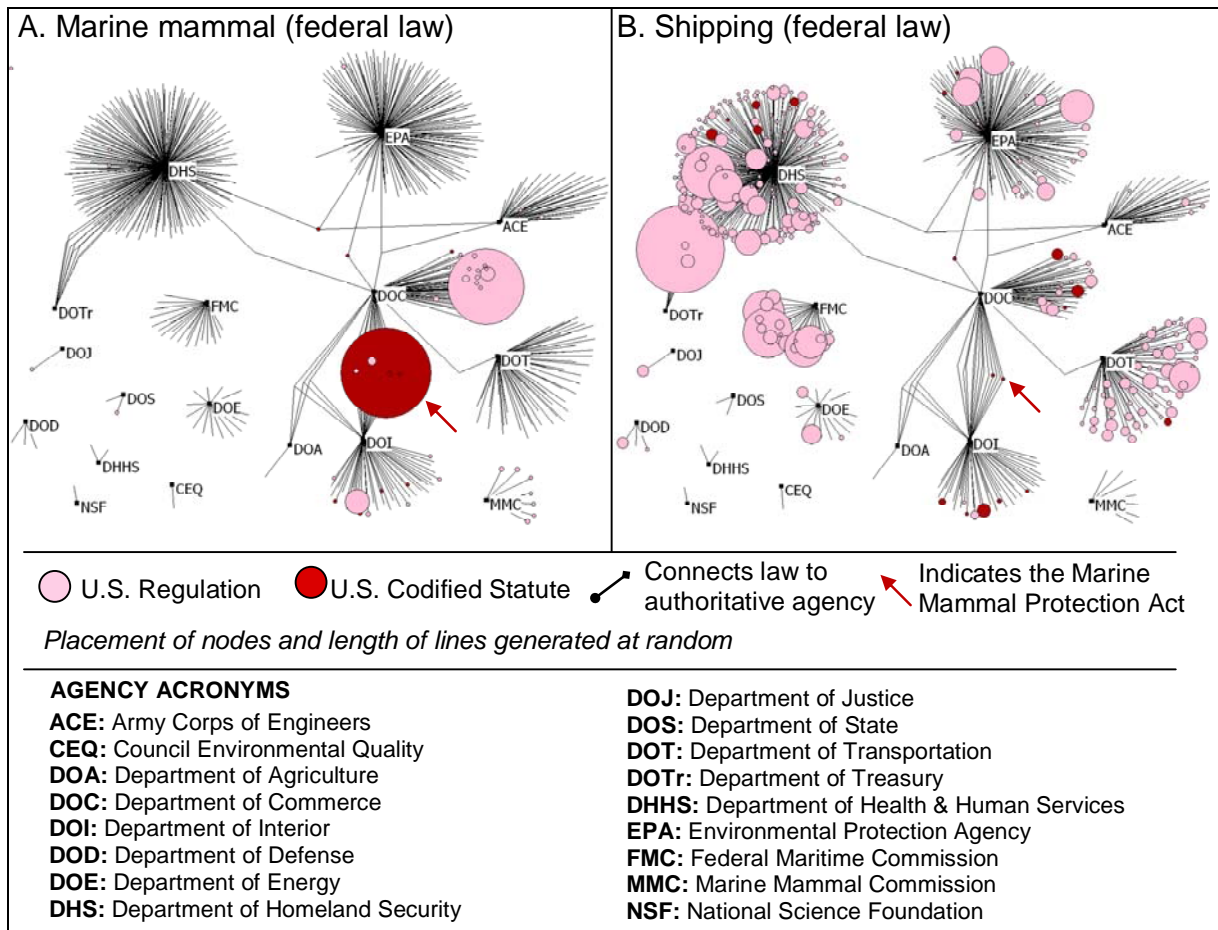 A. Marine mammal (federal law)
EPA
DHS
ACE
DOC
DOTr
FMC
DOJ
DOT
DOS
DOE
DOD
DOA
DOI
DHHS
CEQ
NSF
MMC
B. Shipping (federal law)
EPA
DHS
ACE
DOC
DOTr
FMC
DOJ
DOT
DOS
DOE
DOD
DOA
DOI
DHHS
CEQ
NSF
MMC
U.S. Regulation
U.S. Codified Statute
Connects law to
authoritative agency
Indicates the Marine
Mammal Protection Act
Placement of nodes and length of lines generated at random
AGENCY ACRONYMS
ACE: Army Corps of Engineers
CEQ: Council Environmental Quality
DOA: Department of Agriculture
DOC: Department of Commerce
DOI: Department of Interior
DOD: Department of Defense
DOE: Department of Energy
DHS: Department of Homeland Security
DOJ: Department of Justice
DOS: Department of State
DOT: Department of Transportation
DOTr: Department of Treasury
DHHS: Department of Health & Human Services
EPA: Environmental Protection Agency
FMC: Federal Maritime Commission
MMC: Marine Mammal Commission
NSF: National Science Foundation